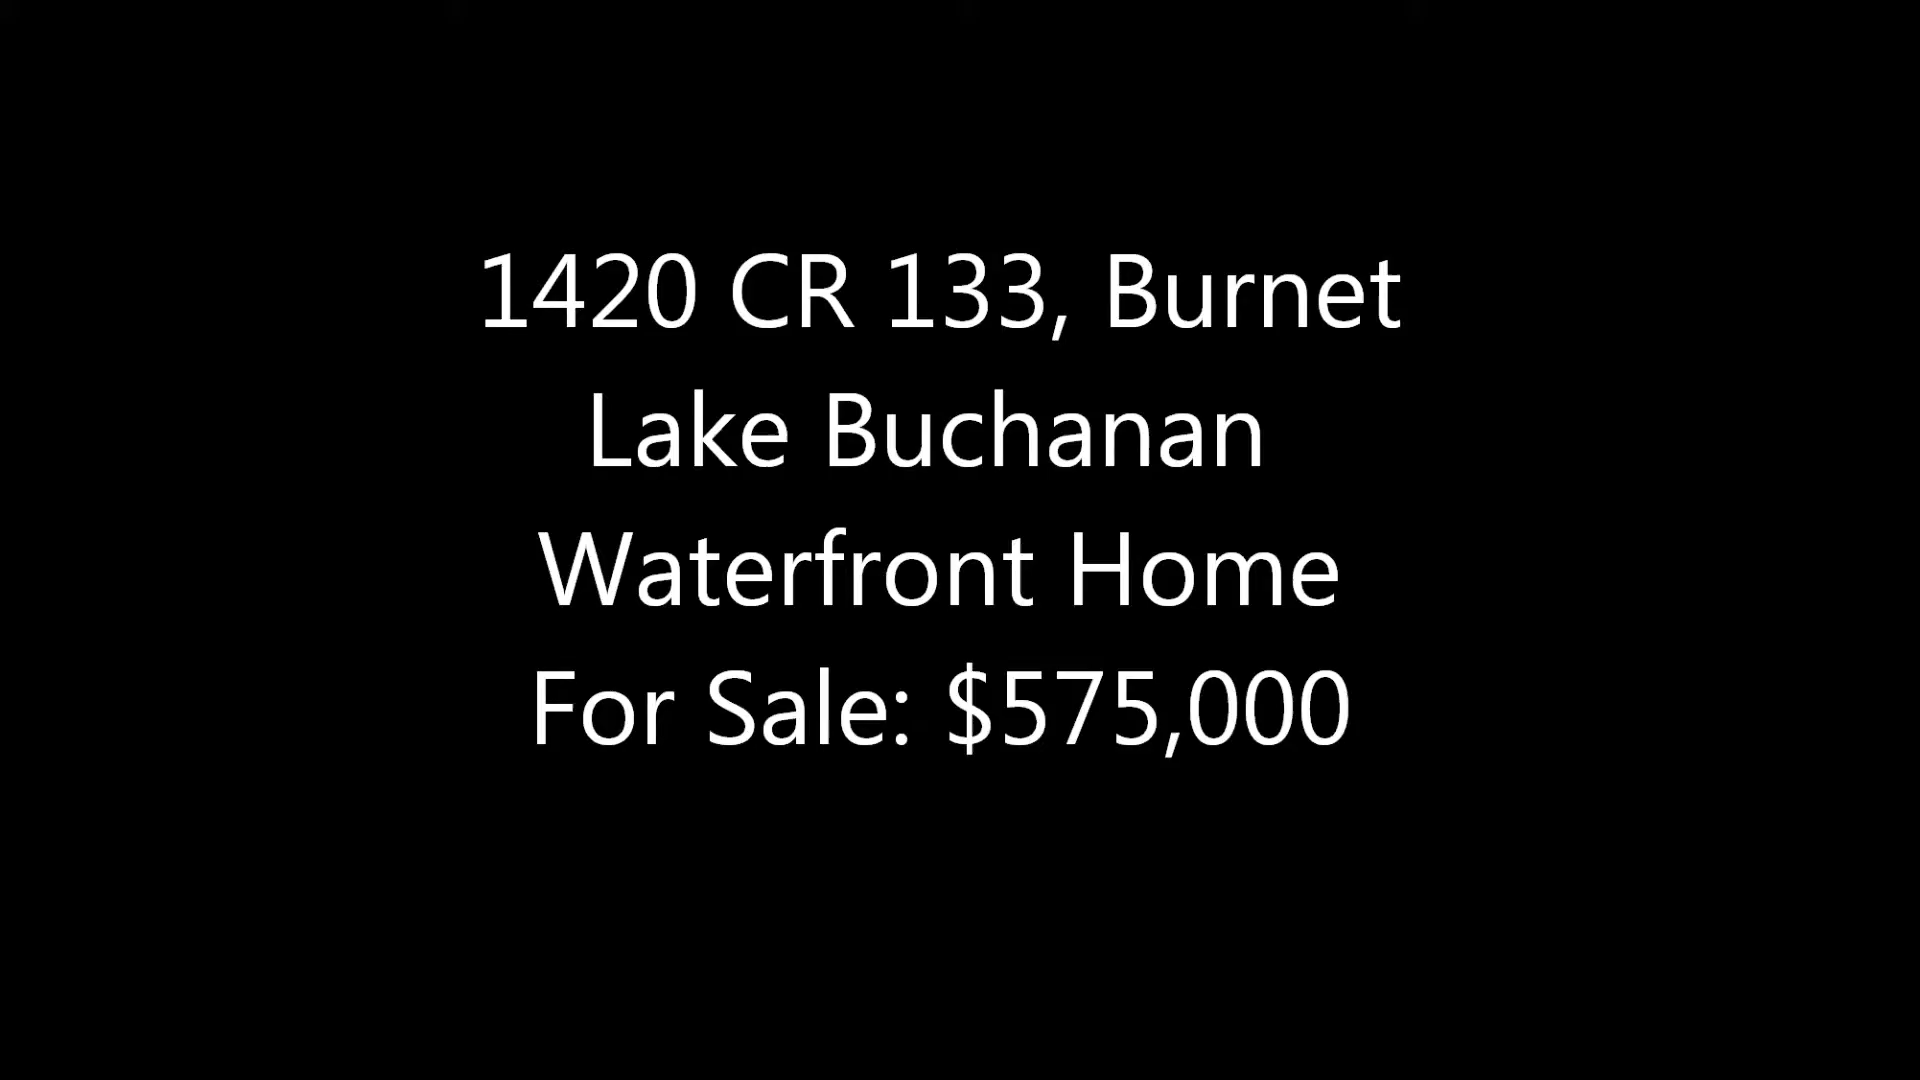 1420 CR 133, Burnet
Lake Buchanan
Waterfront Home
For Sale: $575,000